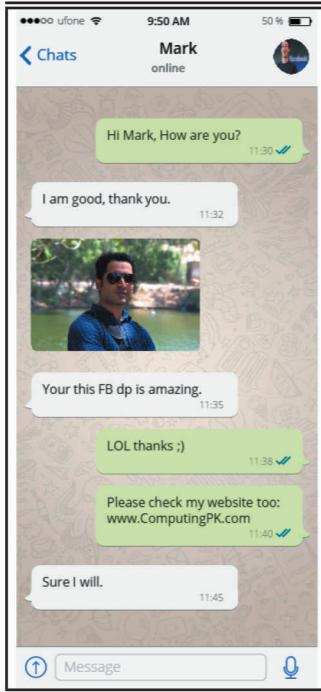 ufone 9:50 AM 50 %
Chats Mark
online
Hi Mark, How are you?
11:30
I am good, thank you.
11:32
Your this FB dp is amazing.
11:35
LOL thanks ;)
11:38
Please check my website too:
www.ComputingPK.com
11:40
Sure I will.
11:45
Message